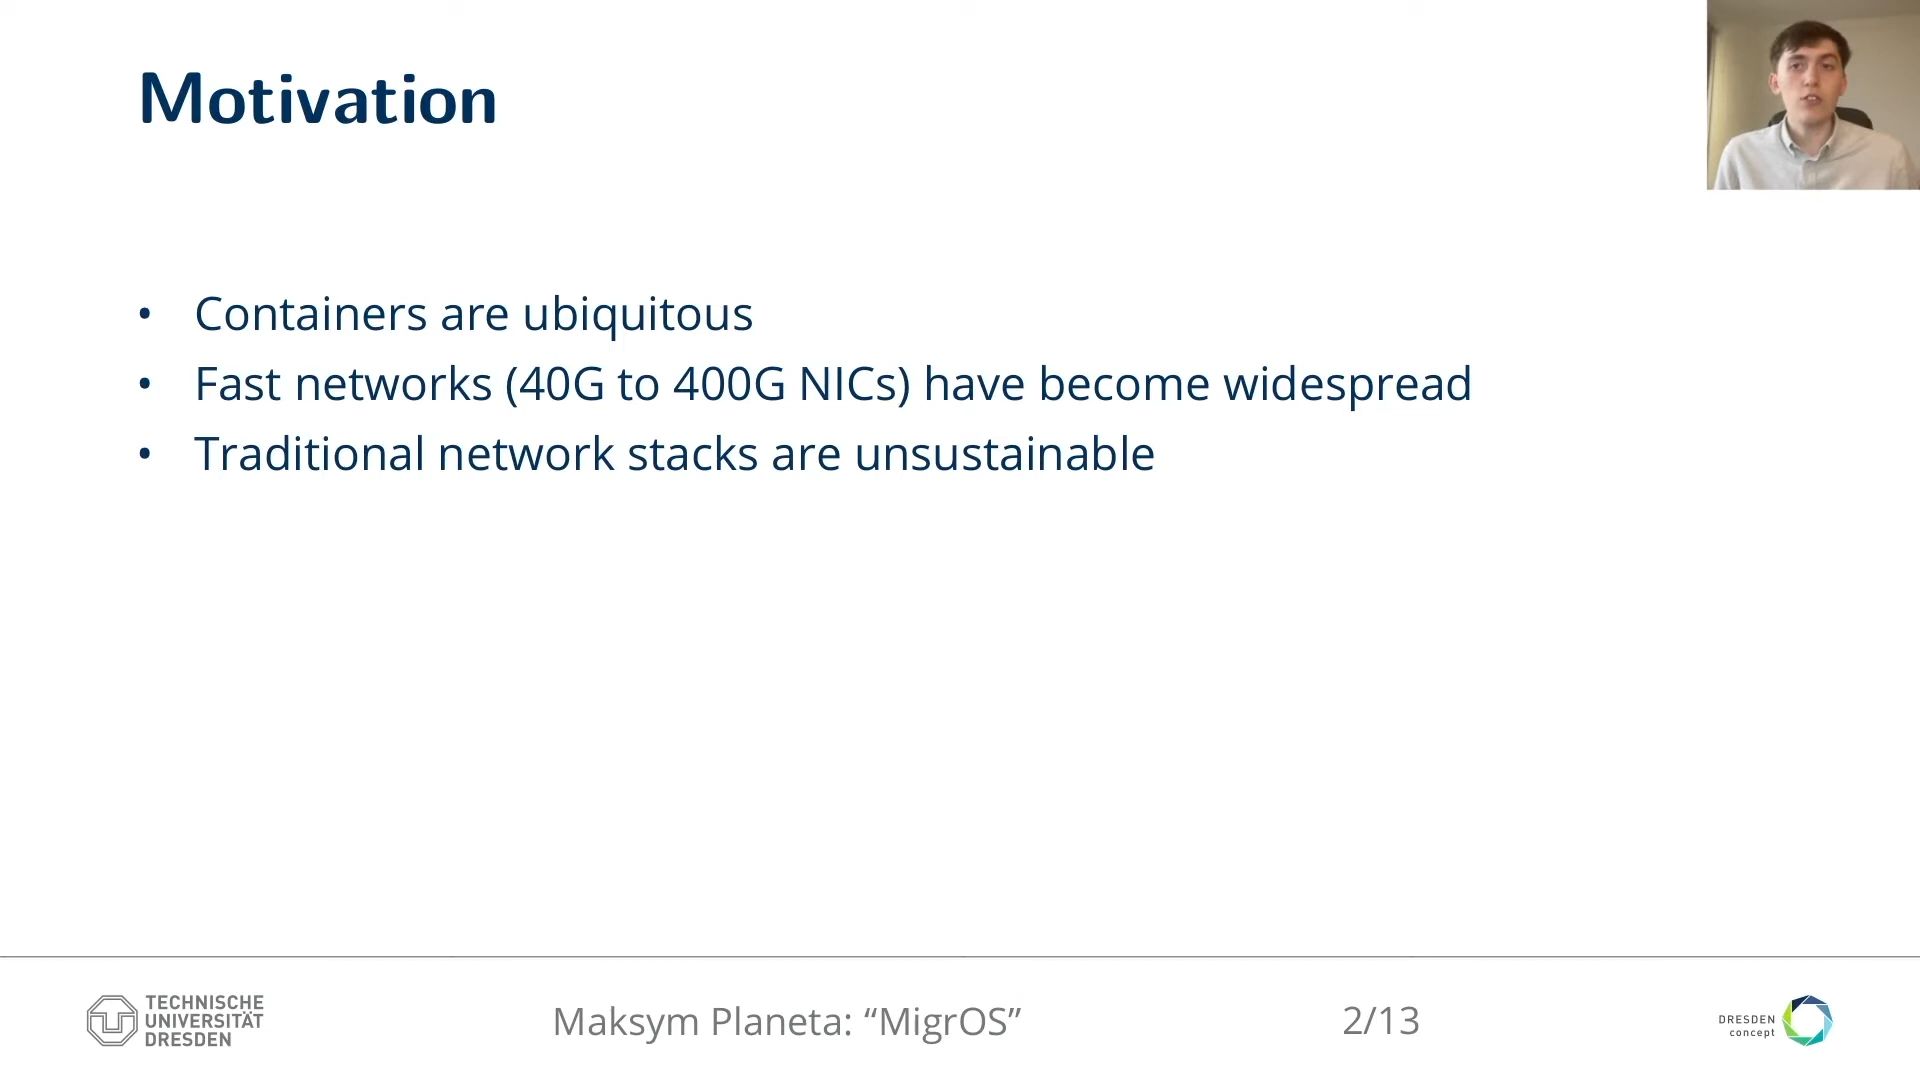 Motivation
• Containers are ubiquitous
• Fast networks (40G to 400G NICs) have become widespread
• Traditional network stacks are unsustainable
TECHNISCHE
UNIVERSITÄT
DRESDEN
Maksym Planeta: “MigrOS”
2/13
DRESDEN
concept